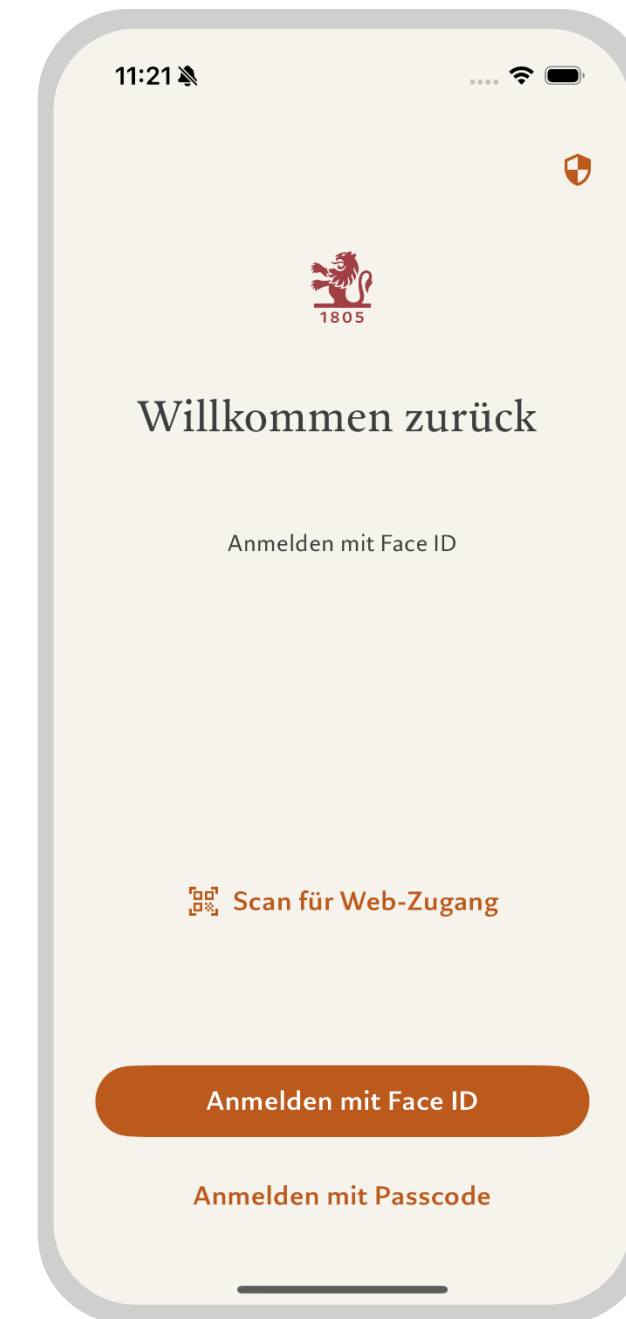 11:21
1805
Willkommen zurück
Anmelden mit Face ID
Scan für Web-Zugang
Anmelden mit Face ID
Anmelden mit Passcode